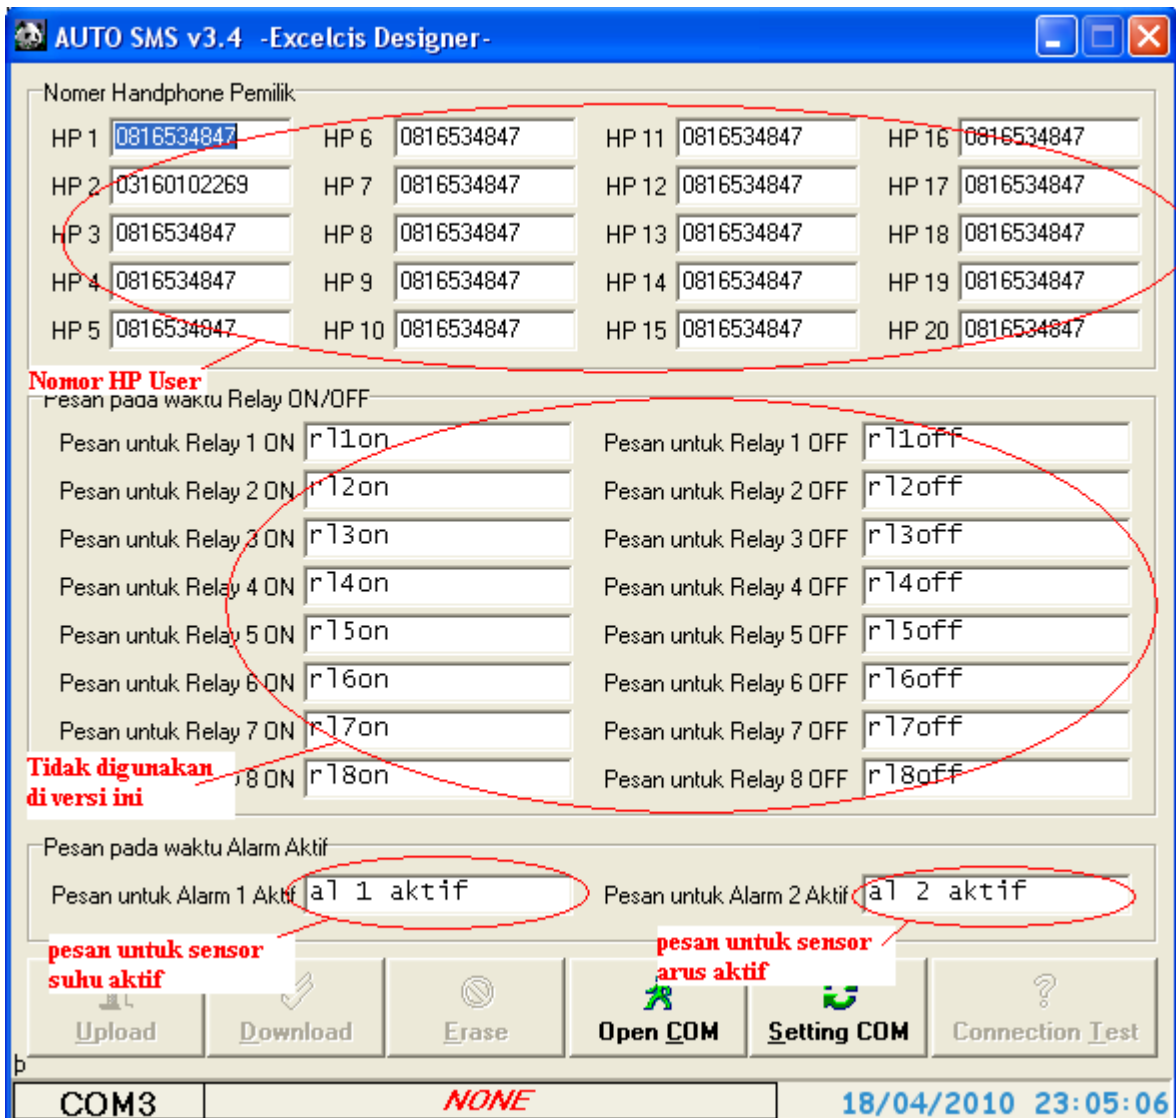 AUTO SMS v3.4 -Excelcis Designer-
Nomer Handphone Pemilik
HP 1 0816534847 HP 6 0816534847 HP 11 0816534847 HP 16 0816534847
HP 2 03160102269 HP 7 0816534847 HP 12 0816534847 HP 17 0816534847
HP 3 0816534847 HP 8 0816534847 HP 13 0816534847 HP 18 0816534847
HP 4 0816534847 HP 9 0816534847 HP 14 0816534847 HP 19 0816534847
HP 5 0816534847 HP 10 0816534847 HP 15 0816534847 HP 20 0816534847
Nomor HP User
Pesan pada waktu Relay ON/OFF
Pesan untuk Relay 1 ON rl1on Pesan untuk Relay 1 OFF rl1off
Pesan untuk Relay 2 ON rl2on Pesan untuk Relay 2 OFF rl2off
Pesan untuk Relay 3 ON rl3on Pesan untuk Relay 3 OFF rl3off
Pesan untuk Relay 4 ON rl4on Pesan untuk Relay 4 OFF rl4off
Pesan untuk Relay 5 ON rl5on Pesan untuk Relay 5 OFF rl5off
Pesan untuk Relay 6 ON rl6on Pesan untuk Relay 6 OFF rl6off
Pesan untuk Relay 7 ON rl7on Pesan untuk Relay 7 OFF rl7off
Tidak digunakan
di versi ini
8 ON rl8on Pesan untuk Relay 8 OFF rl8off
Pesan pada waktu Alarm Aktif
Pesan untuk Alarm 1 Aktif al 1 aktif Pesan untuk Alarm 2 Aktif al 2 aktif
pesan untuk sensor
suhu aktif
pesan untuk sensor
arus aktif
Upload Download Erase Open COM Setting COM Connection Test
þ
COM3 NONE 18/04/2010 23:05:06